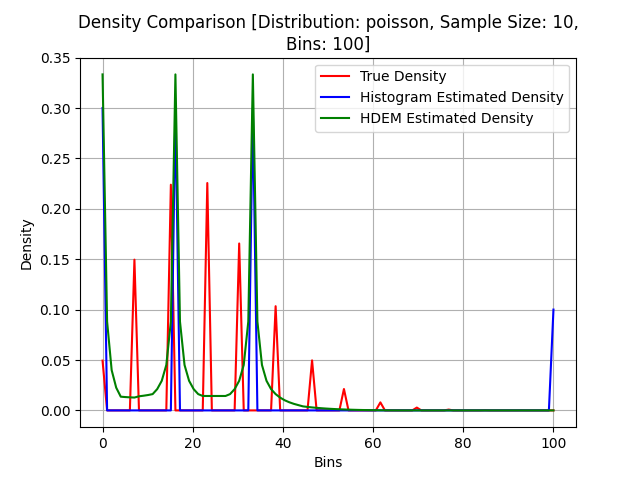 Density Comparison [Distribution: poisson, Sample Size: 10,
Bins: 100]
True Density
Histogram Estimated Density
HDEM Estimated Density
Density
0.35
0.30
0.25
0.20
0.15
0.10
0.05
0.00
0 20 40 60 80 100
Bins